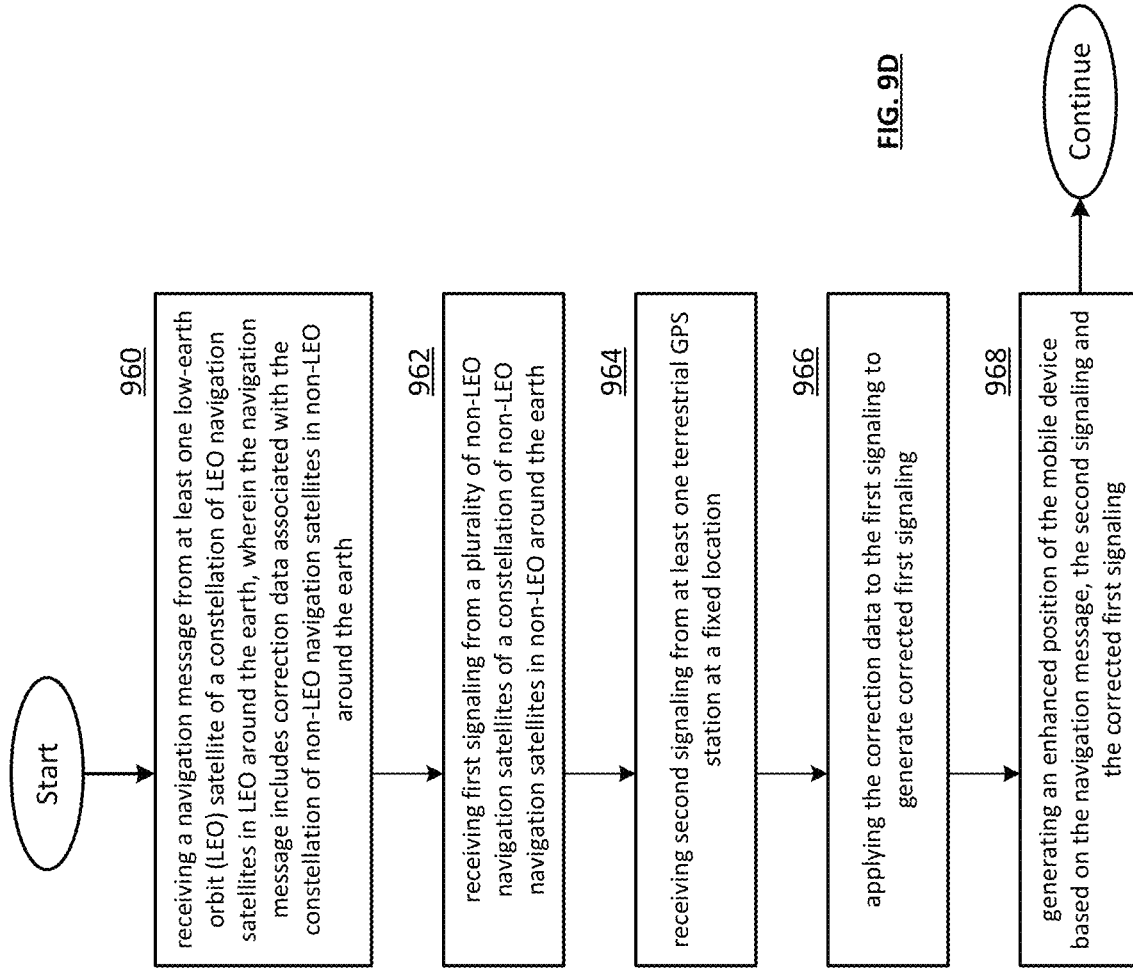 Start
960
receiving a navigation message from at least one low-earth
orbit (LEO) satellite of a constellation of LEO navigation
satellites in LEO around the earth, wherein the navigation
message includes correction data associated with the
constellation of non-LEO navigation satellites in non-LEO
around the earth
962
receiving first signaling from a plurality of non-LEO
navigation satellites of a constellation of non-LEO
navigation satellites in non-LEO around the earth
964
receiving second signaling from at least one terrestrial GPS
station at a fixed location
966
applying the correction data to the first signaling to
generate corrected first signaling
968
generating an enhanced position of the mobile device
based on the navigation message, the second signaling and
the corrected first signaling
Continue
FIG. 9D